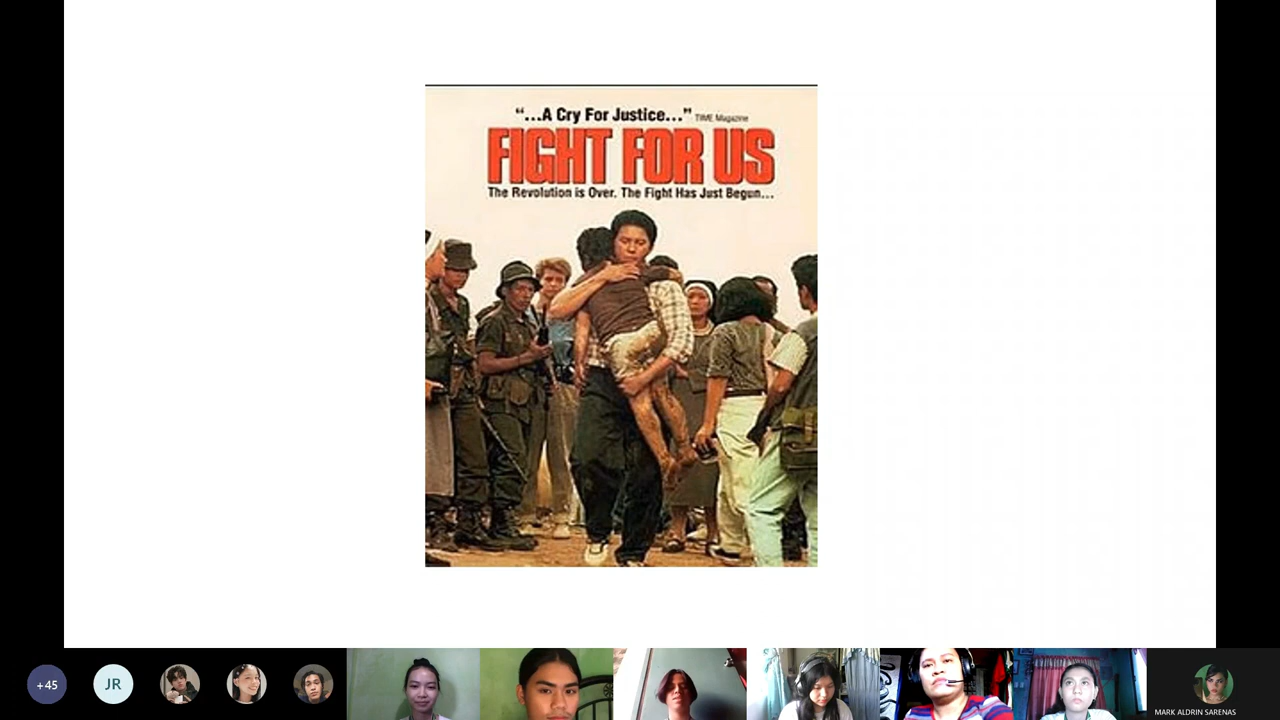 “...A Cry For Justice...” TIME Magazine
FIGHT FOR US
The Revolution is Over. The Fight Has Just Begun...
+45
JR
MARK ALDRIN SARENAS